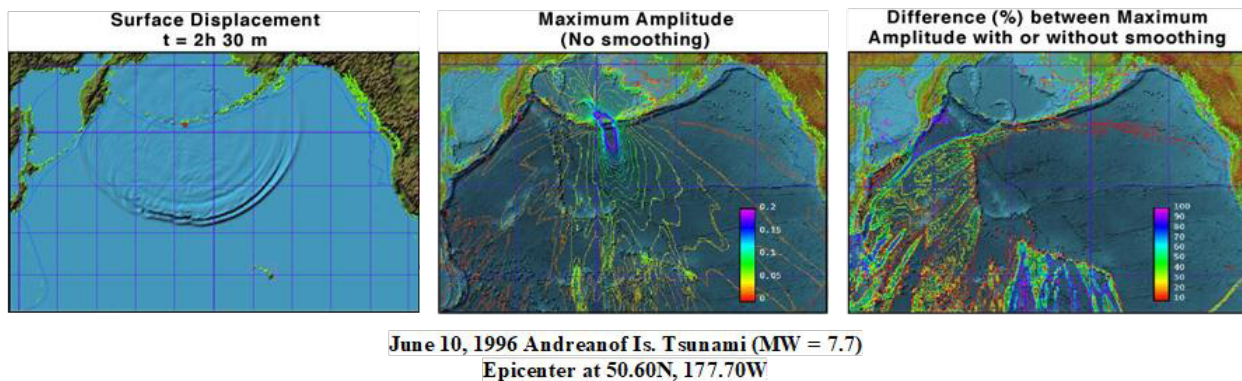 Surface Displacement
t = 2h 30 m
Maximum Amplitude
(No smoothing)
Difference (%) between Maximum
Amplitude with or without smoothing
0.2
0.15
0.1
0.05
0
100
90
80
70
60
50
40
30
20
10
June 10, 1996 Andreanof Is. Tsunami (MW = 7.7)
Epicenter at 50.60N, 177.70W